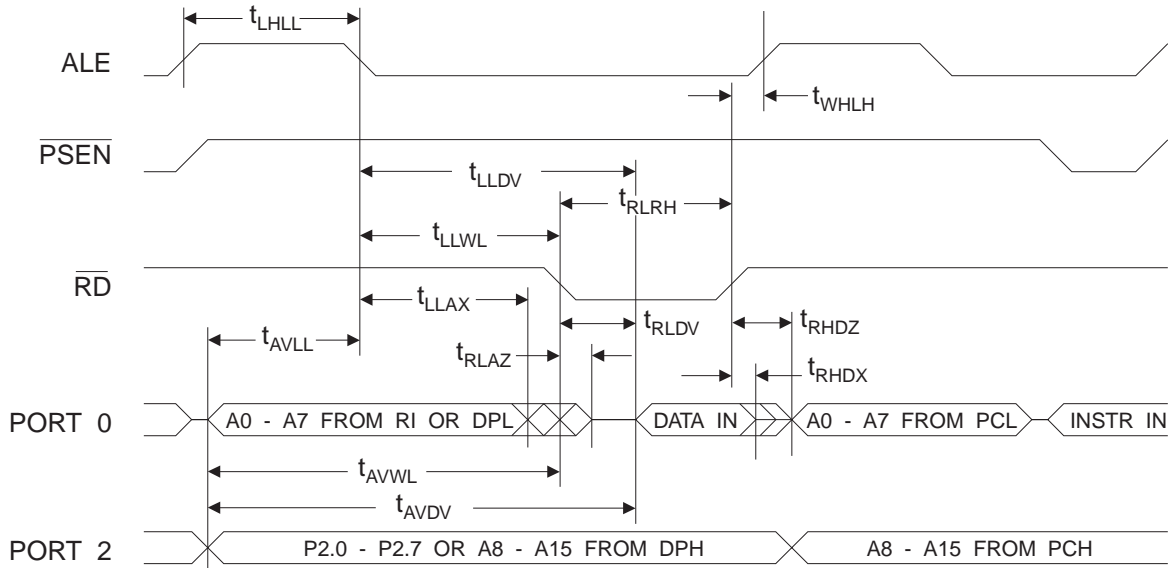 tLHLL
ALE
tWHLH
PSEN
tLLDV
tRLRH
tLLWL
RD
tLLAX
tRLDV
tRHDZ
tAVLL
tRLAZ
tRHDX
PORT 0
A0 - A7 FROM RI OR DPL
DATA IN
A0 - A7 FROM PCL
INSTR IN
tAVWL
tAVDV
PORT 2
P2.0 - P2.7 OR A8 - A15 FROM DPH
A8 - A15 FROM PCH